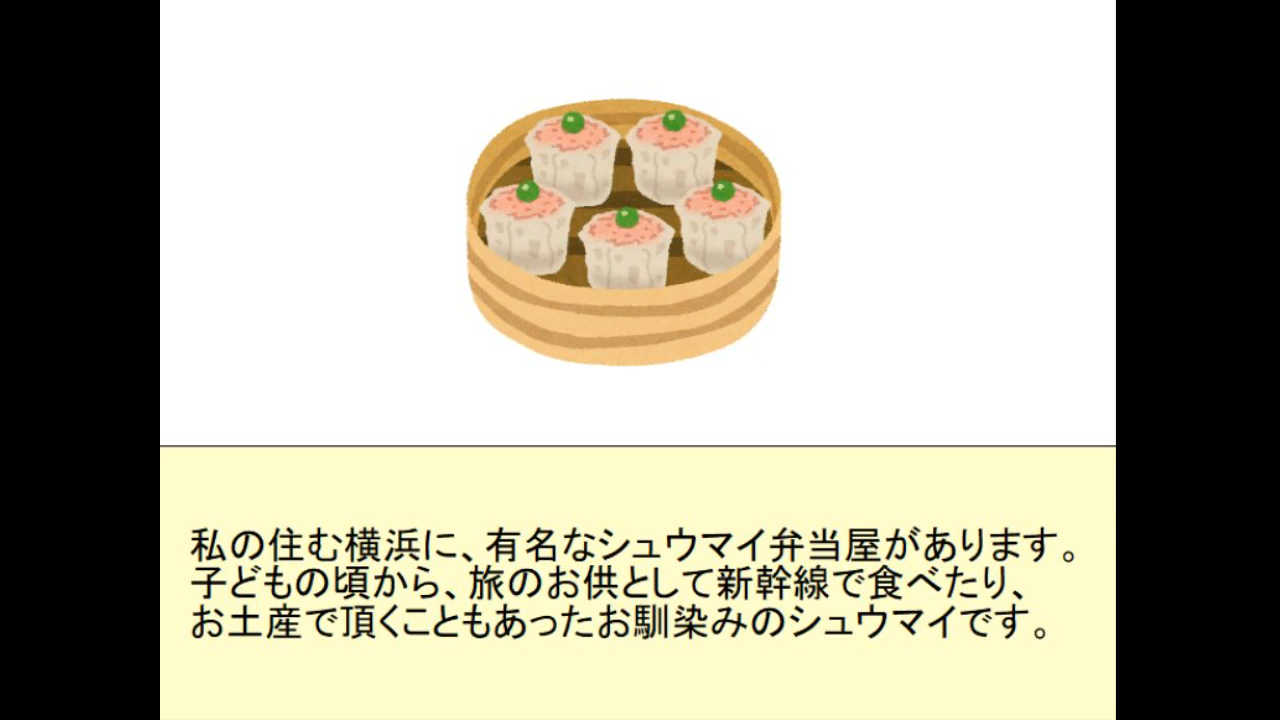 私の住む横浜に、有名なシュウマイ弁当屋があります。
子どもの頃から、旅のお供として新幹線で食べたり、
お土産で頂くこともあったお馴染みのシュウマイです。